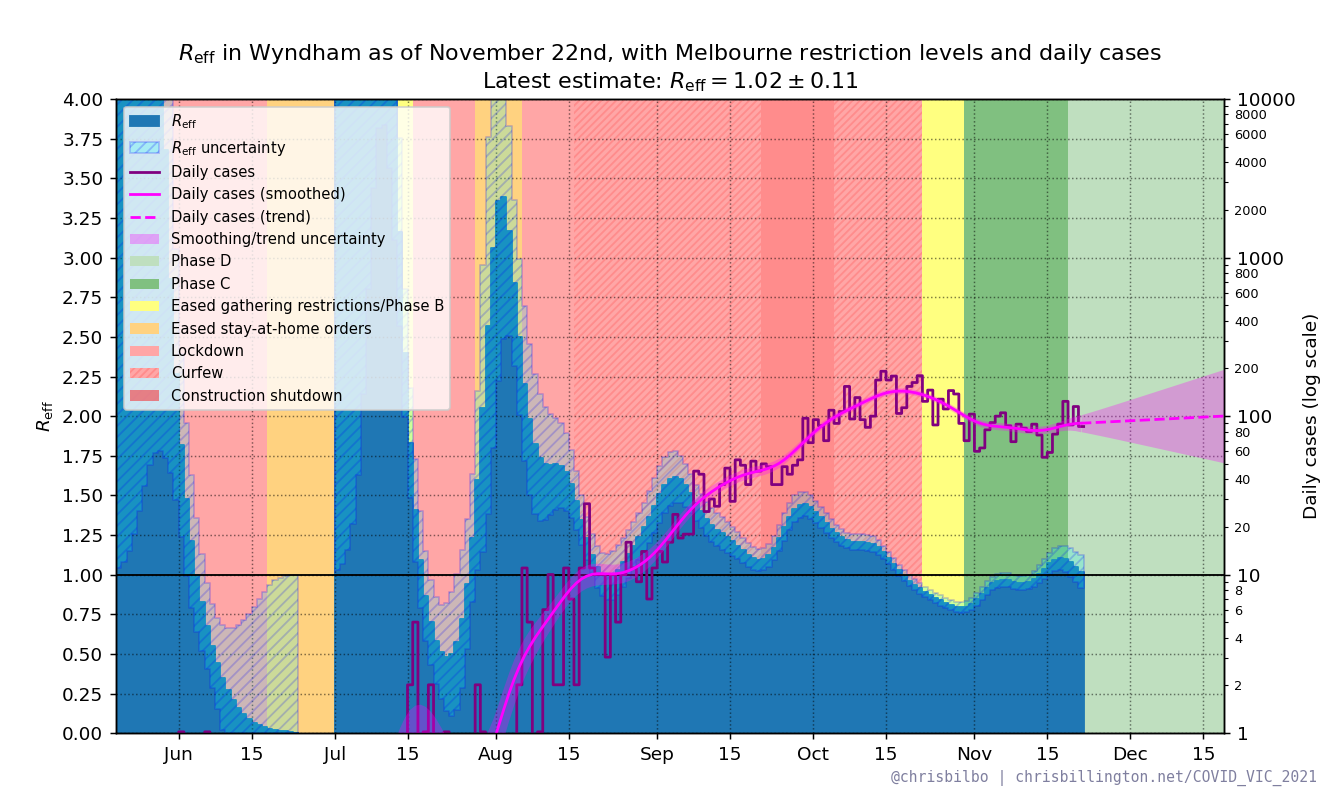 R_eff in Wyndham as of November 22nd, with Melbourne restriction levels and daily cases
Latest estimate: R_eff = 1.02 ± 0.11
R_eff
R_eff uncertainty
Daily cases
Daily cases (smoothed)
Daily cases (trend)
Smoothing/trend uncertainty
Phase D
Phase C
Eased gathering restrictions/Phase B
Eased stay-at-home orders
Lockdown
Curfew
Construction shutdown
R_eff
4.00
3.75
3.50
3.25
3.00
2.75
2.50
2.25
2.00
1.75
1.50
1.25
1.00
0.75
0.50
0.25
0.00
Jun 15 Jul 15 Aug 15 Sep 15 Oct 15 Nov 15 Dec 15
10000
8000
6000
4000
2000
1000
800
600
400
200
100
80
60
40
20
10
8
6
4
2
1
Daily cases (log scale)
@chrisbilbo | chrisbillington.net/COVID_VIC_2021